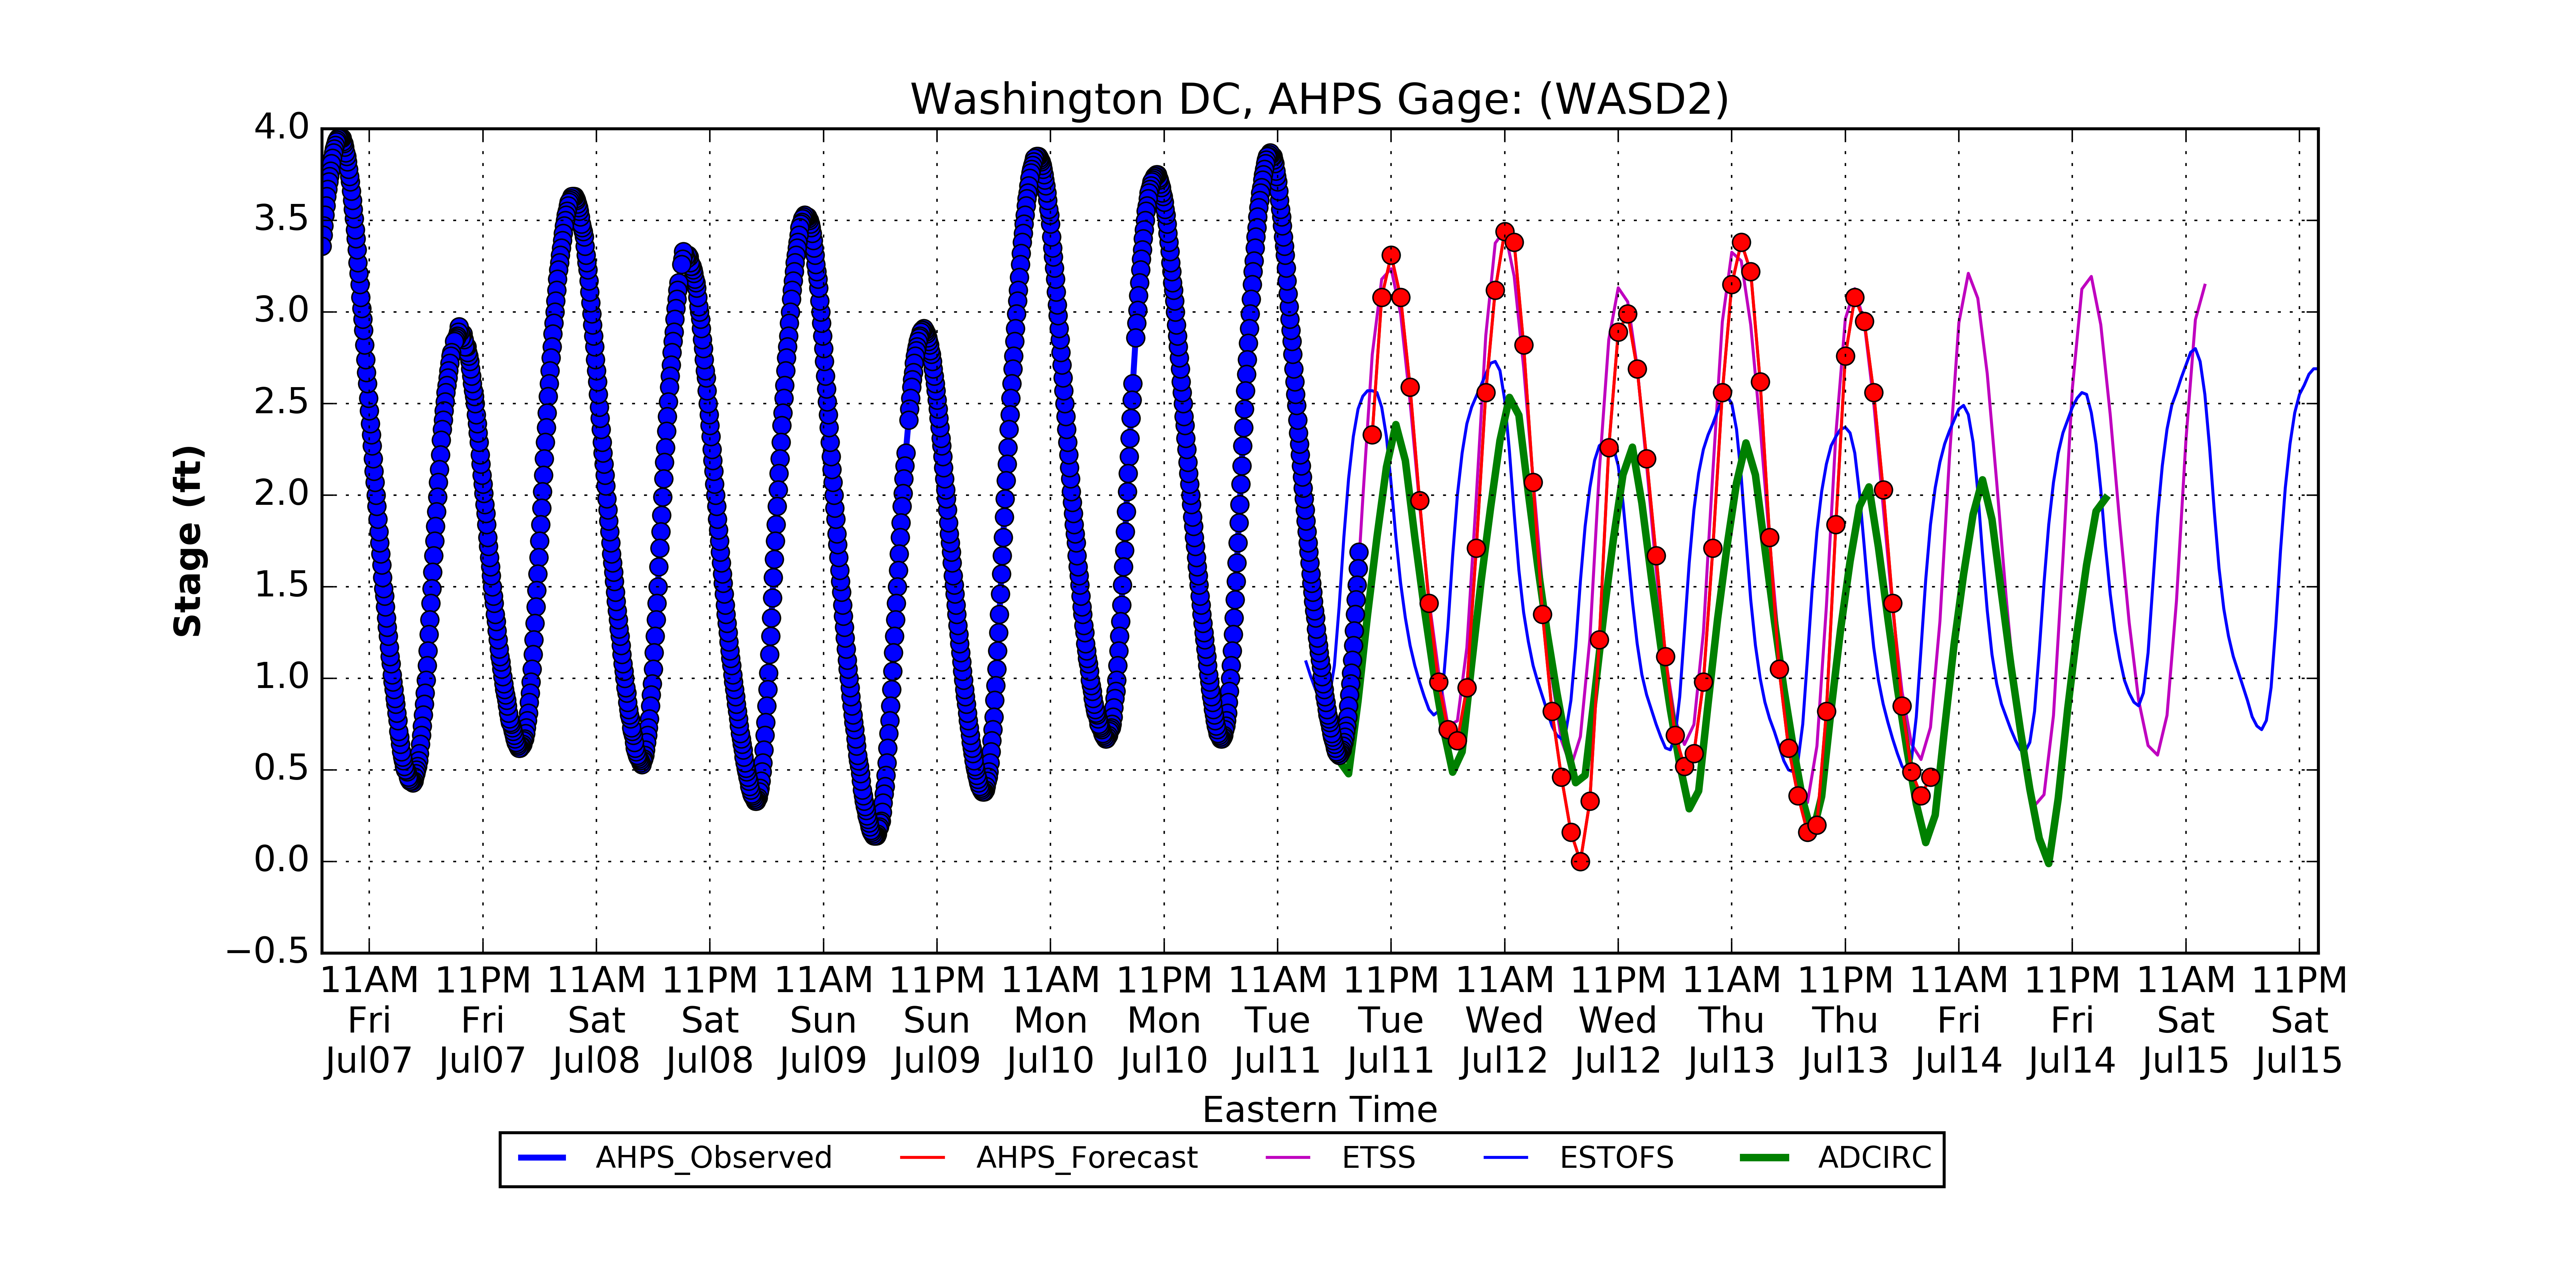 Washington DC, AHPS Gage: (WASD2)
4.0
3.5
3.0
2.5
2.0
1.5
1.0
0.5
0.0
−0.5
Stage (ft)
11AM 11PM 11AM 11PM 11AM 11PM 11AM 11PM 11AM 11PM 11AM 11PM 11AM 11PM 11AM 11PM 11AM 11PM
Fri Fri Sat Sat Sun Sun Mon Mon Tue Tue Wed Wed Thu Thu Fri Fri Sat Sat
Jul07 Jul07 Jul08 Jul08 Jul09 Jul09 Jul10 Jul10 Jul11 Jul11 Jul12 Jul12 Jul13 Jul13 Jul14 Jul14 Jul15 Jul15
Eastern Time
AHPS_Observed AHPS_Forecast ETSS ESTOFS ADCIRC